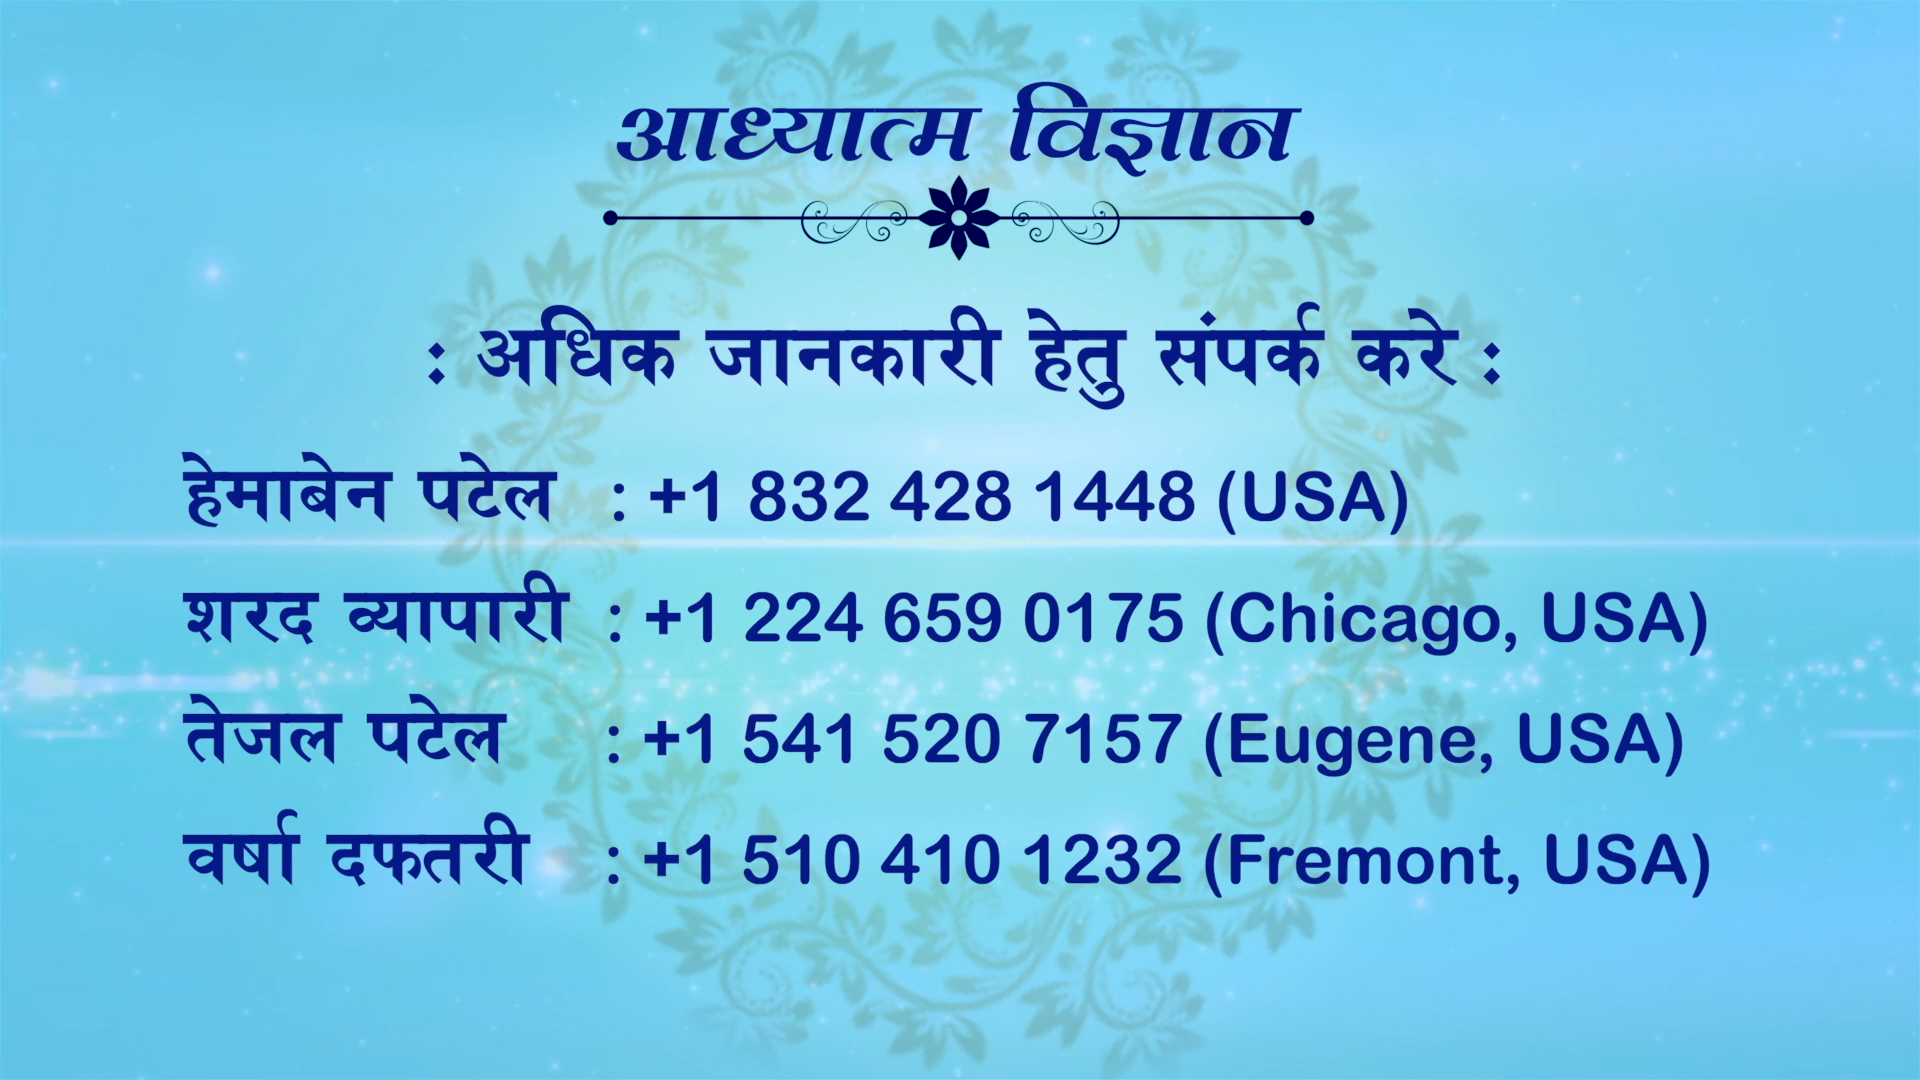 आध्यात्म विज्ञान
: अधिक जानकारी हेतु संपर्क करे :
हेमाबेन पटेल : +1 832 428 1448 (USA)
शरद व्यापारी : +1 224 659 0175 (Chicago, USA)
तेजल पटेल : +1 541 520 7157 (Eugene, USA)
वर्षा दफतरी : +1 510 410 1232 (Fremont, USA)